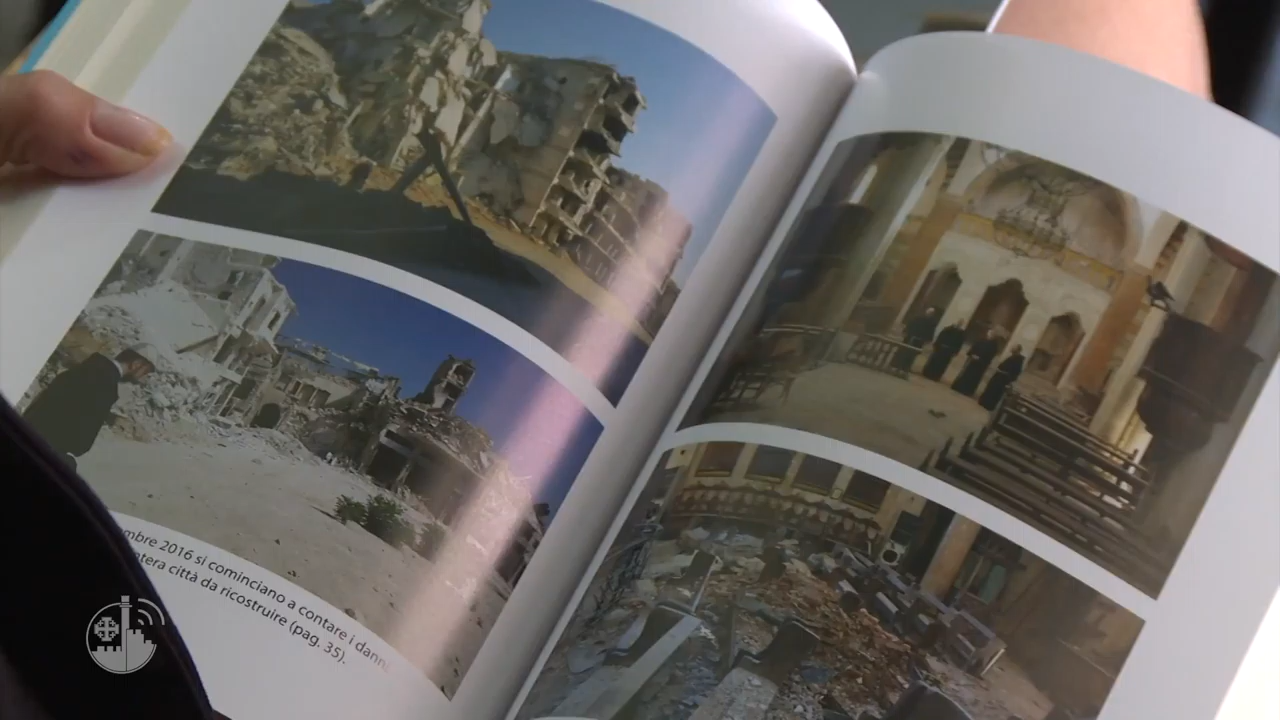 mbre 2016 si cominciano a contare i danni
ntera città da ricostruire (pag. 35).